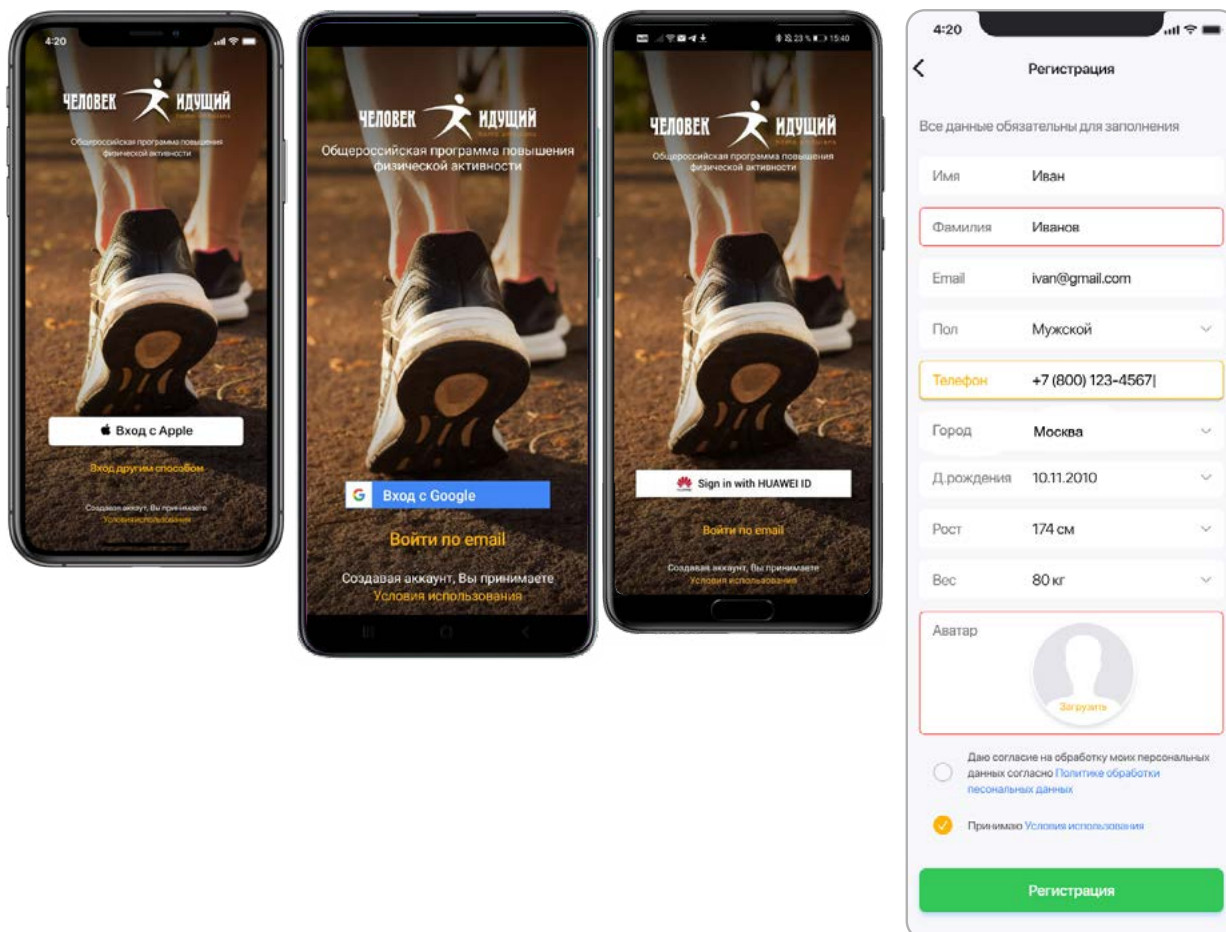 4:20
ЧЕЛОВЕК ИДУЩИЙ
Общероссийская программа повышения
физической активности
Вход с Apple
Вход другим способом
Создавая аккаунт, Вы принимаете
Условия использования
ЧЕЛОВЕК ИДУЩИЙ
Общероссийская программа повышения
физической активности
G Вход с Google
Войти по email
Создавая аккаунт, Вы принимаете
Условия использования
23 % 15:40
ЧЕЛОВЕК ИДУЩИЙ
Общероссийская программа повышения
физической активности
Sign in with HUAWEI ID
Войти по email
Создавая аккаунт, Вы принимаете
Условия использования
4:20
Регистрация
Все данные обязательны для заполнения
Имя Иван
Фамилия Иванов
Email ivan@gmail.com
Пол Мужской
Телефон +7 (800) 123-4567
Город Москва
Д.рождения 10.11.2010
Рост 174 см
Вес 80 кг
Аватар
Загрузить
Даю согласие на обработку моих персональных
данных согласно Политике обработки
песональных данных
Принимаю Условия использования
Регистрация